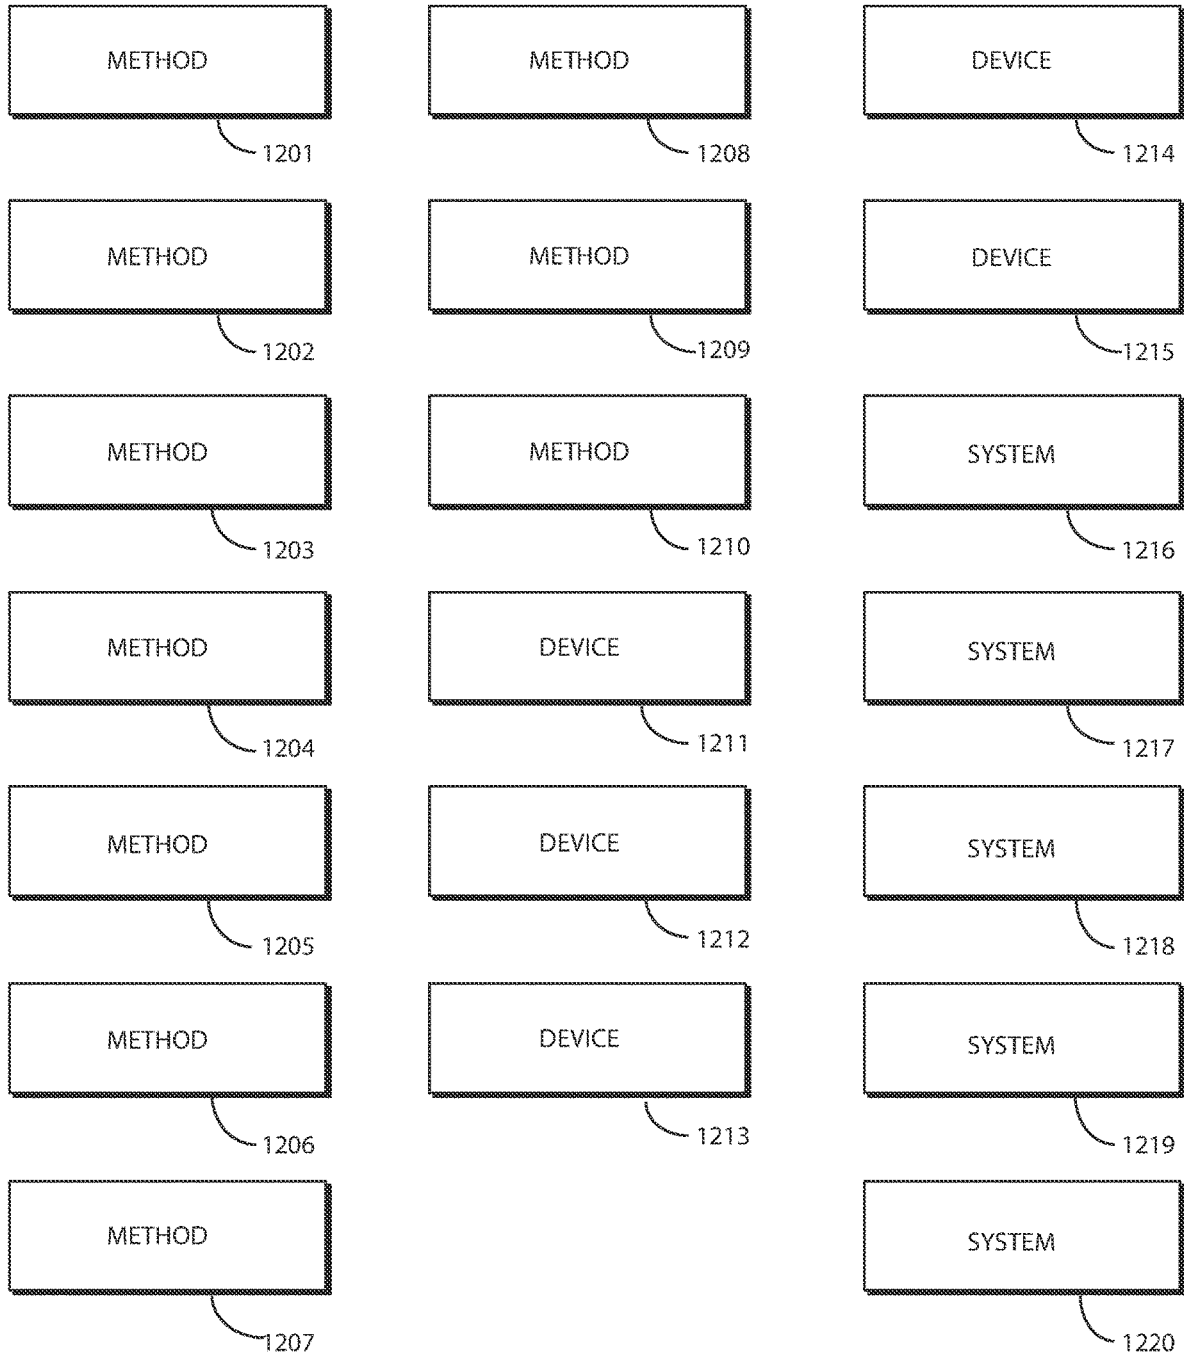 METHOD
1201
METHOD
1202
METHOD
1203
METHOD
1204
METHOD
1205
METHOD
1206
METHOD
1207
METHOD
1208
METHOD
1209
METHOD
1210
DEVICE
1211
DEVICE
1212
DEVICE
1213
DEVICE
1214
DEVICE
1215
SYSTEM
1216
SYSTEM
1217
SYSTEM
1218
SYSTEM
1219
SYSTEM
1220